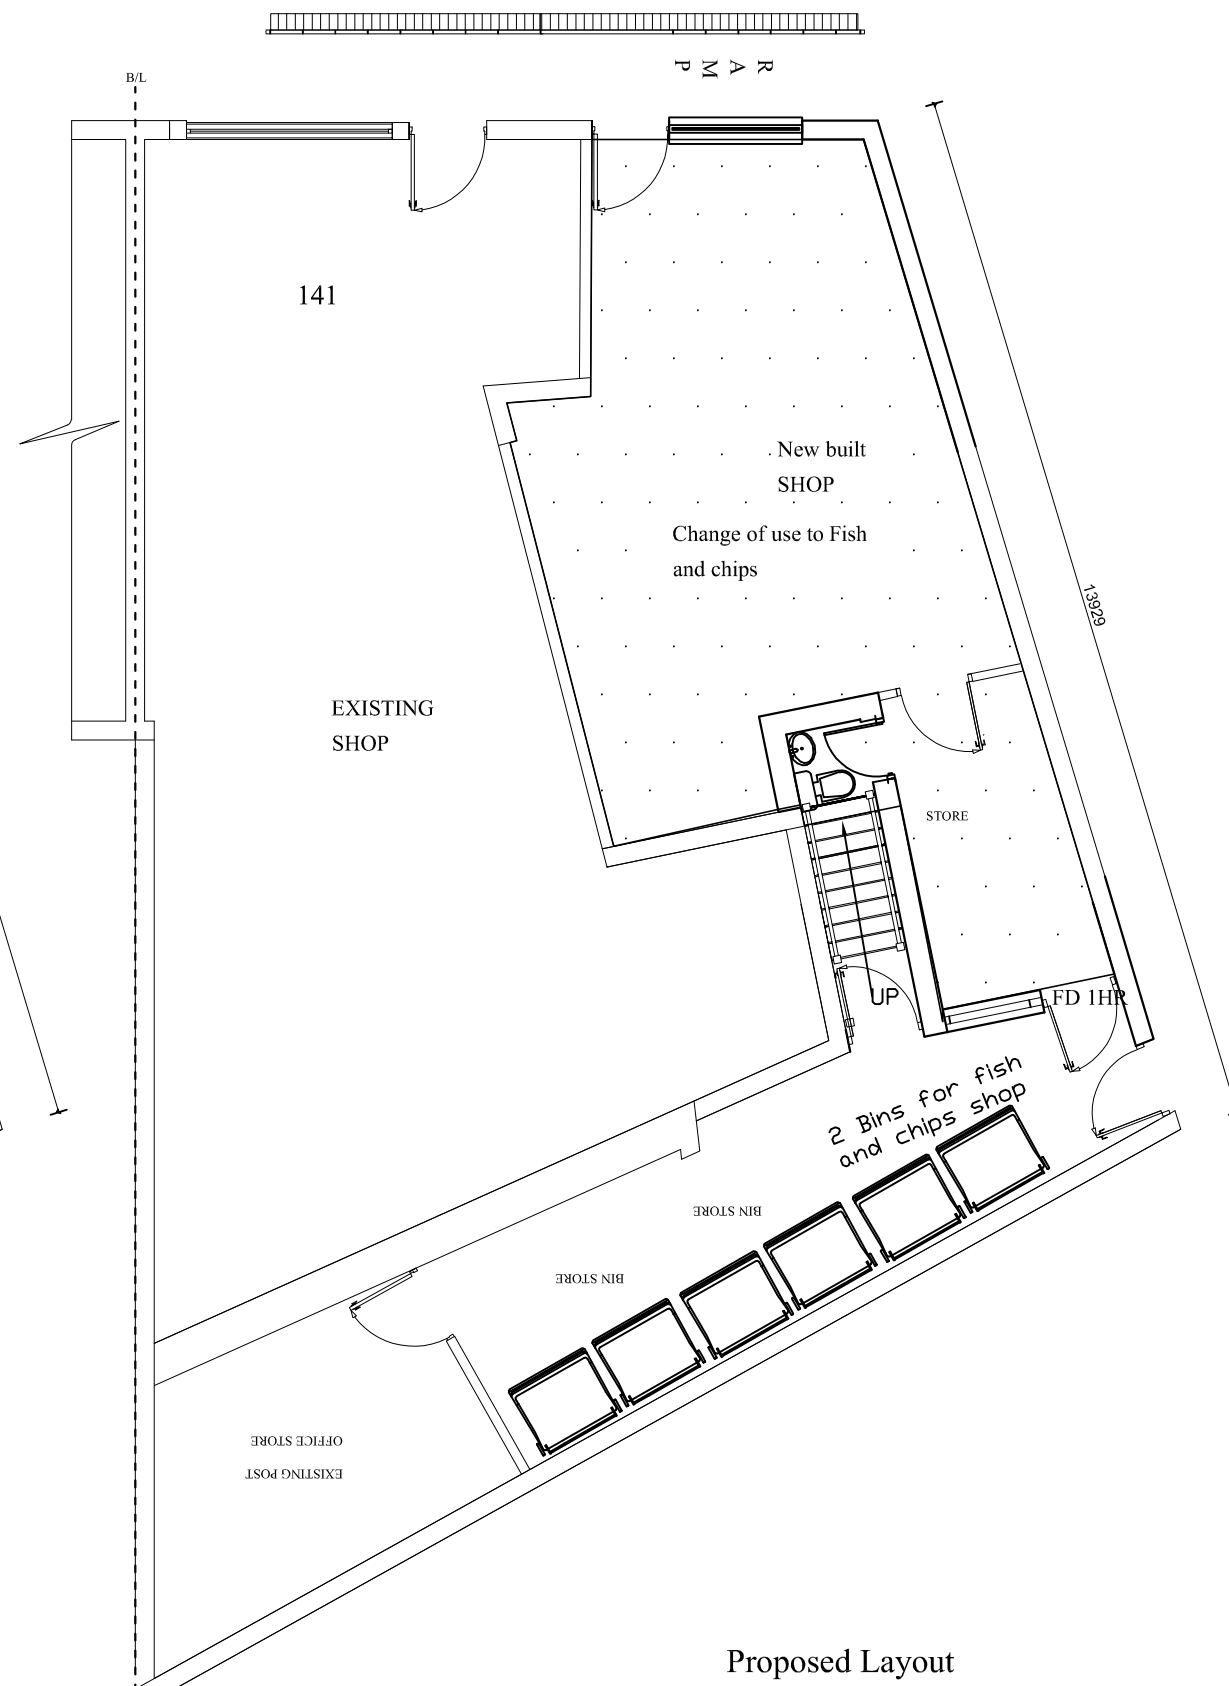 RAMP
B/L
141
New built
SHOP
Change of use to Fish
and chips
13929
EXISTING
SHOP
STORE
UP
FD 1HR
2 Bins for fish
and chips shop
BIN STORE
BIN STORE
EXISTING POST
OFFICE STORE
Proposed Layout